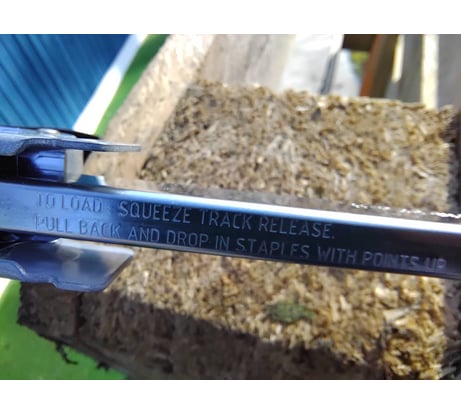 TO LOAD SQUEEZE TRACK RELEASE.
PULL BACK AND DROP IN STAPLES WITH POINTS UP